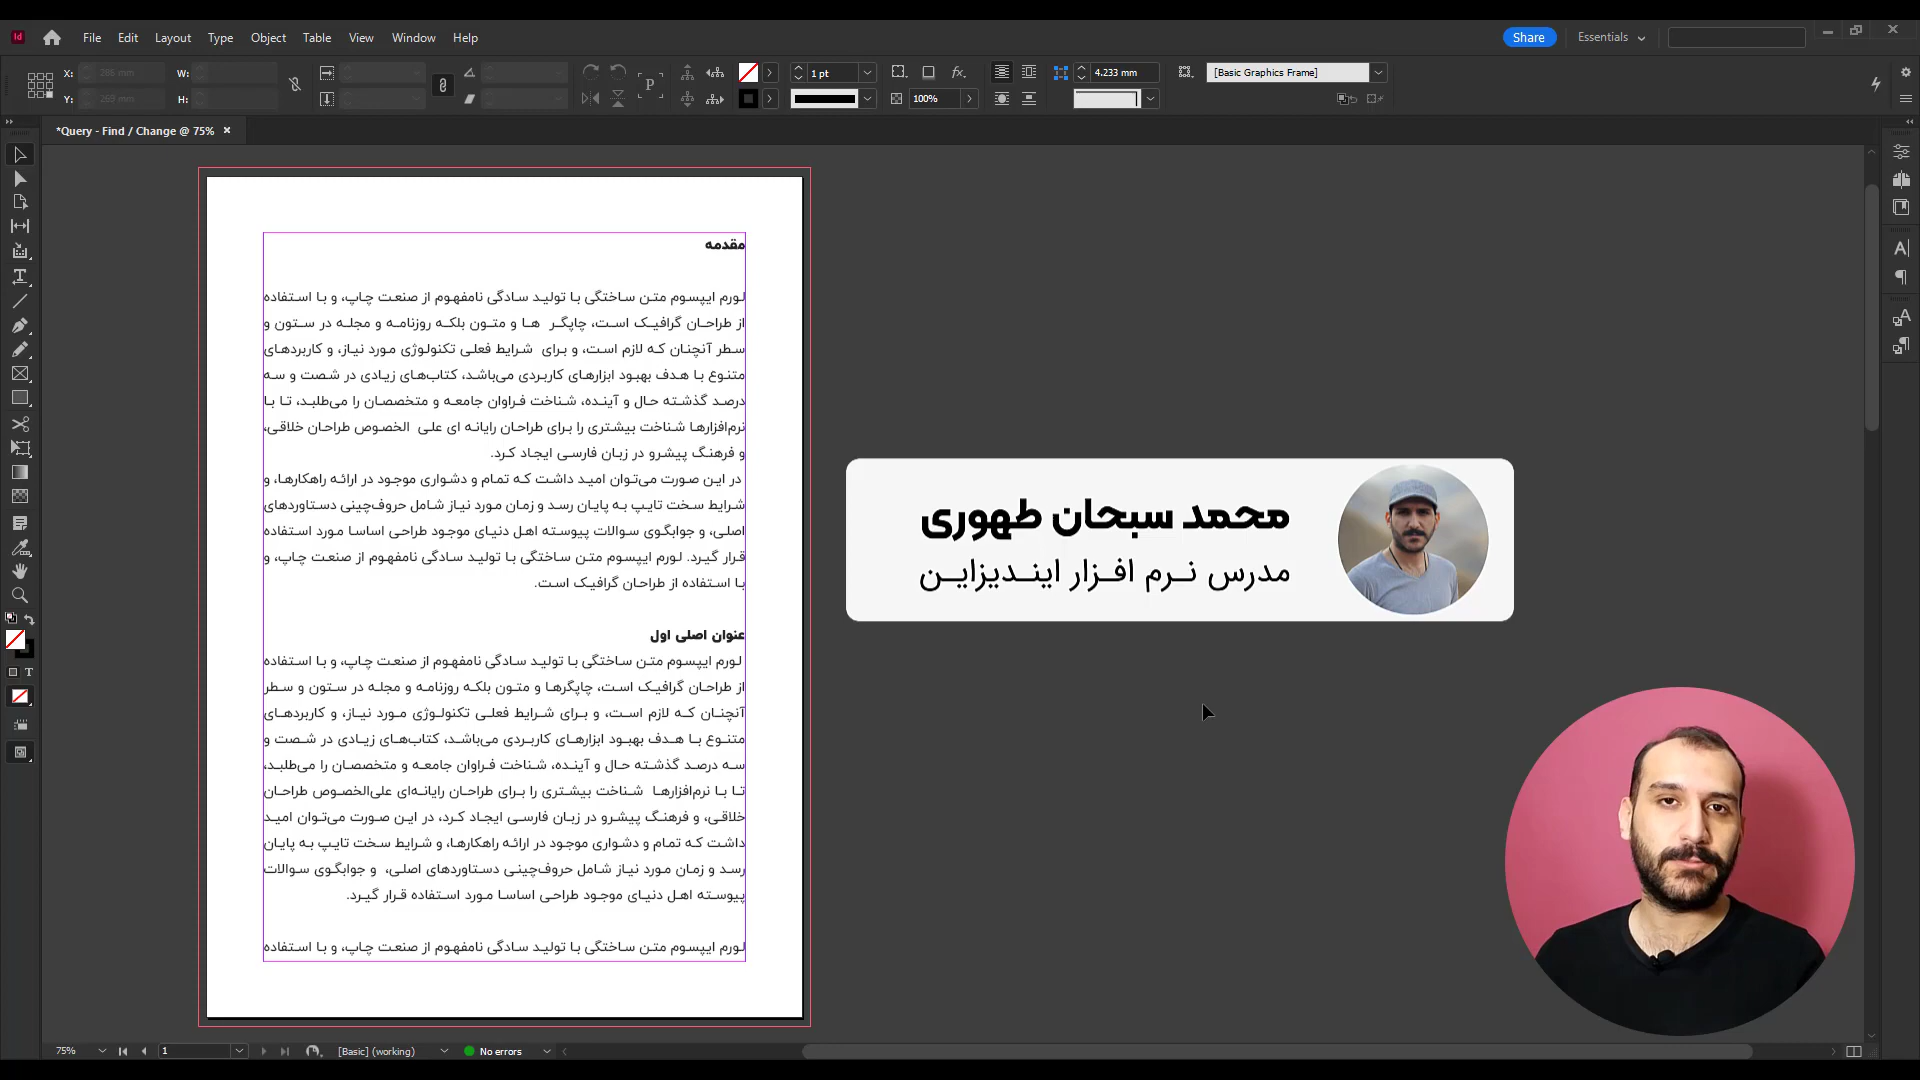 File Edit Layout Type Object Table View Window Help
Share Essentials
X: 286 mm W: 1 pt 4.233 mm [Basic Graphics Frame]
Y: 269 mm H: 100%
*Query - Find / Change @ 75%
مقدمه
لورم ایپسوم متن ساختگی با تولید سادگی نامفهوم از صنعت چاپ، و با استفاده
از طراحان گرافیک است، چاپگر  ها و متون بلکه روزنامه و مجله در ستون و
سطر آنچنان که لازم است، و برای  شرایط فعلی تکنولوژی مورد نیاز، و کاربردهای
متنوع با هدف بهبود ابزارهای کاربردی می‌باشد، کتاب‌های زیادی در شصت و سه
درصد گذشته حال و آینده، شناخت فراوان جامعه و متخصصان را می‌طلبد، تا با
نرم‌افزارها شناخت بیشتری را برای طراحان رایانه ای علی  الخصوص طراحان خلاقی،
و فرهنگ پیشرو در زبان فارسی ایجاد کرد.
در این صورت می‌توان امید داشت که تمام و دشواری موجود در ارائه راهکارها، و
شرایط سخت تایپ به پایان رسد و زمان مورد نیاز شامل حروف‌چینی دستاوردهای
اصلی، و جوابگوی سوالات پیوسته اهل دنیای موجود طراحی اساسا مورد استفاده
قرار گیرد. لورم ایپسوم متن ساختگی با تولید سادگی نامفهوم از صنعت چاپ، و
با استفاده از طراحان گرافیک است.
عنوان اصلی اول
لورم ایپسوم متن ساختگی با تولید سادگی نامفهوم از صنعت چاپ، و با استفاده
از طراحان گرافیک است، چاپگرها و متون بلکه روزنامه و مجله در ستون و سطر
آنچنان که لازم است، و برای شرایط فعلی تکنولوژی مورد نیاز، و کاربردهای
متنوع با هدف بهبود ابزارهای کاربردی می‌باشد، کتاب‌های زیادی در شصت و
سه درصد گذشته حال و آینده، شناخت فراوان جامعه و متخصصان را می‌طلبد،
تا با نرم‌افزارها  شناخت بیشتری را برای طراحان رایانه‌ای علی‌الخصوص طراحان
خلاقی، و فرهنگ پیشرو در زبان فارسی ایجاد کرد، در این صورت می‌توان امید
داشت که تمام و دشواری موجود در ارائه راهکارها، و شرایط سخت تایپ به پایان
رسد و زمان مورد نیاز شامل حروف‌چینی دستاوردهای اصلی،  و جوابگوی سوالات
پیوسته اهل دنیای موجود طراحی اساسا مورد استفاده قرار گیرد.
لورم ایپسوم متن ساختگی با تولید سادگی نامفهوم از صنعت چاپ، و با استفاده
محمد سبحان طهوری
مدرس نرم افزار ایندیزاین
75% 1 [Basic] (working) No errors